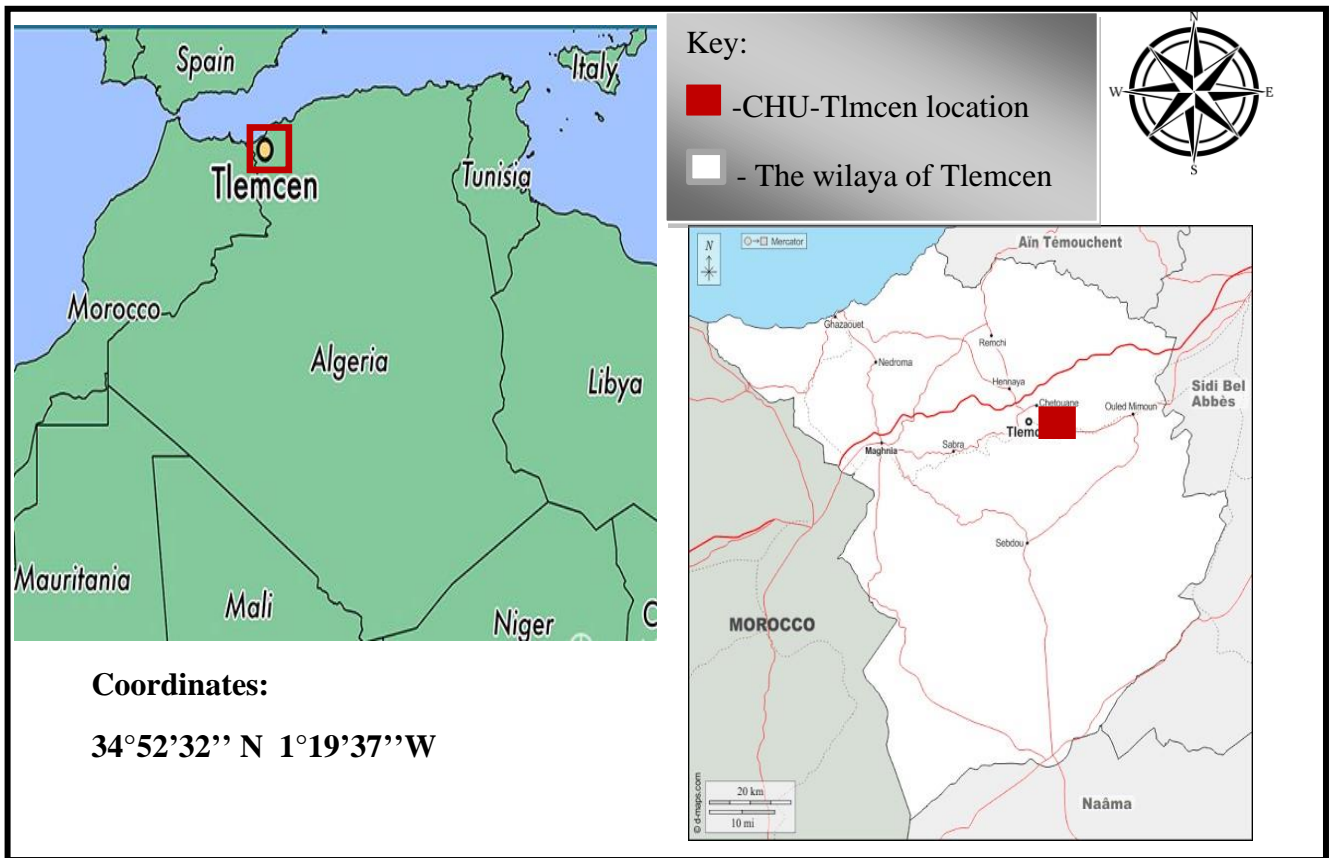 Spain
Italy
Tlemcen
Tunisia
Morocco
Algeria
Libya
Mauritania
Mali
Niger
Coordinates:
34°52’32’’ N 1°19’37’’W
Key:
-CHU-Tlmcen location
- The wilaya of Tlemcen
N
W
E
S
N
Mercator
Aïn Témouchent
Ghazaouet
Remchi
Nedroma
Hennaya
Sidi Bel
Abbès
Chetouane
Ouled Mimoun
Sabra
Maghnia
Sebdou
MOROCCO
20 km
10 mi
Naâma
© d-maps.com